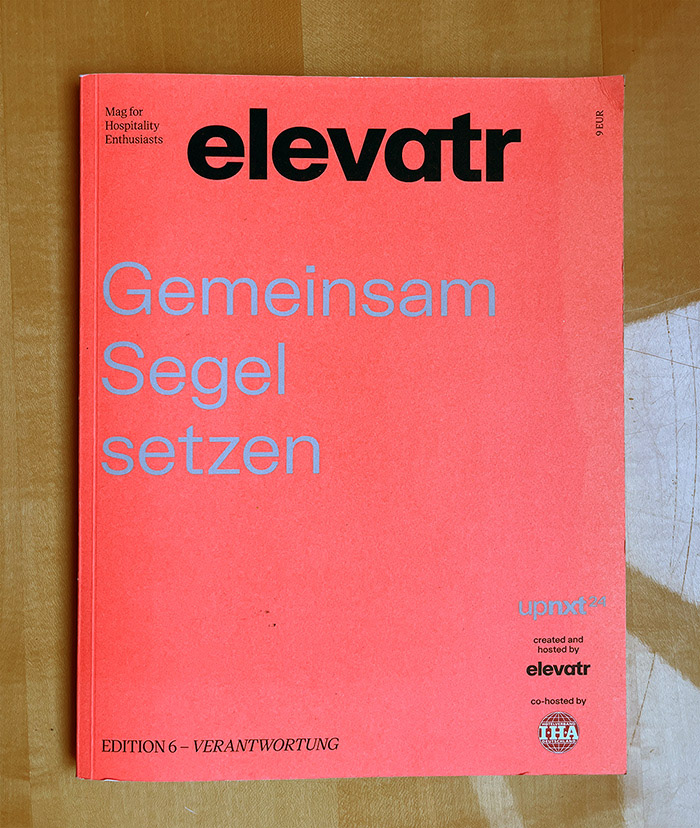 Mag for
Hospitality
Enthusiasts
elevatr
9 EUR
Gemeinsam
Segel
setzen
upnxt24
created and
hosted by
elevatr
co-hosted by
IHA
EDITION 6 – VERANTWORTUNG